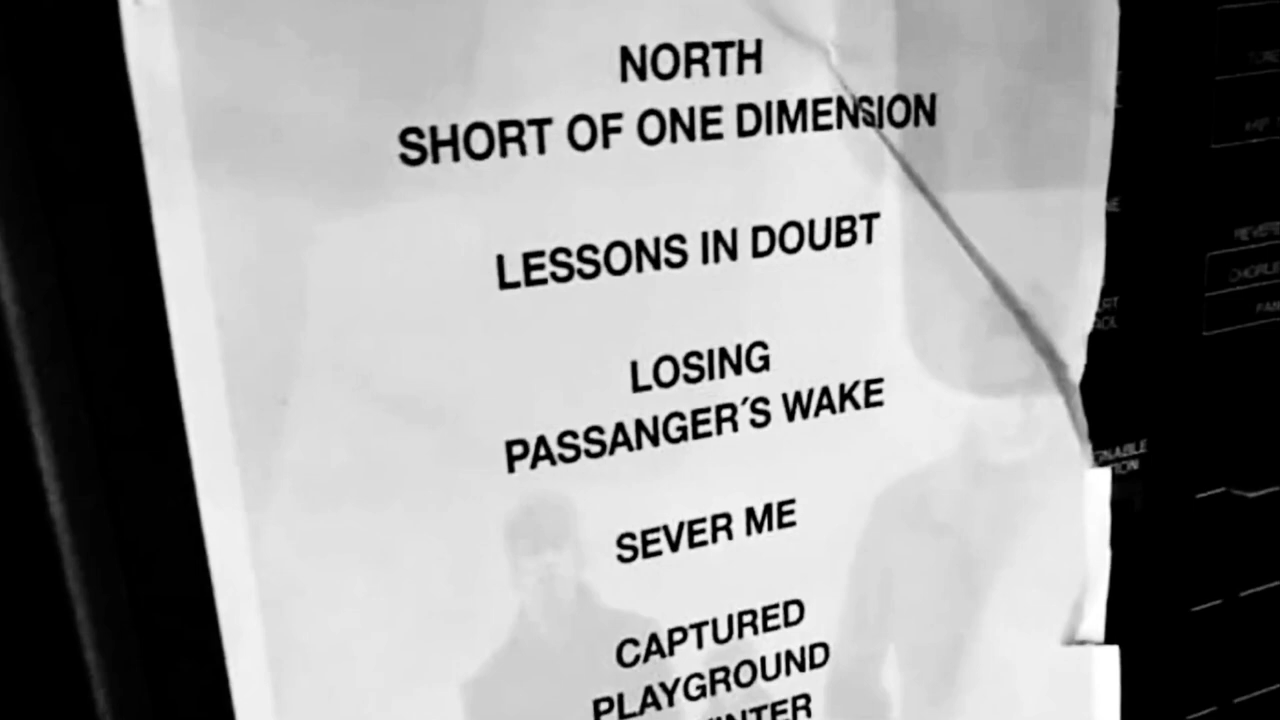 NORTH
SHORT OF ONE DIMENSION
LESSONS IN DOUBT
LOSING
PASSANGER´S WAKE
SEVER ME
CAPTURED
PLAYGROUND